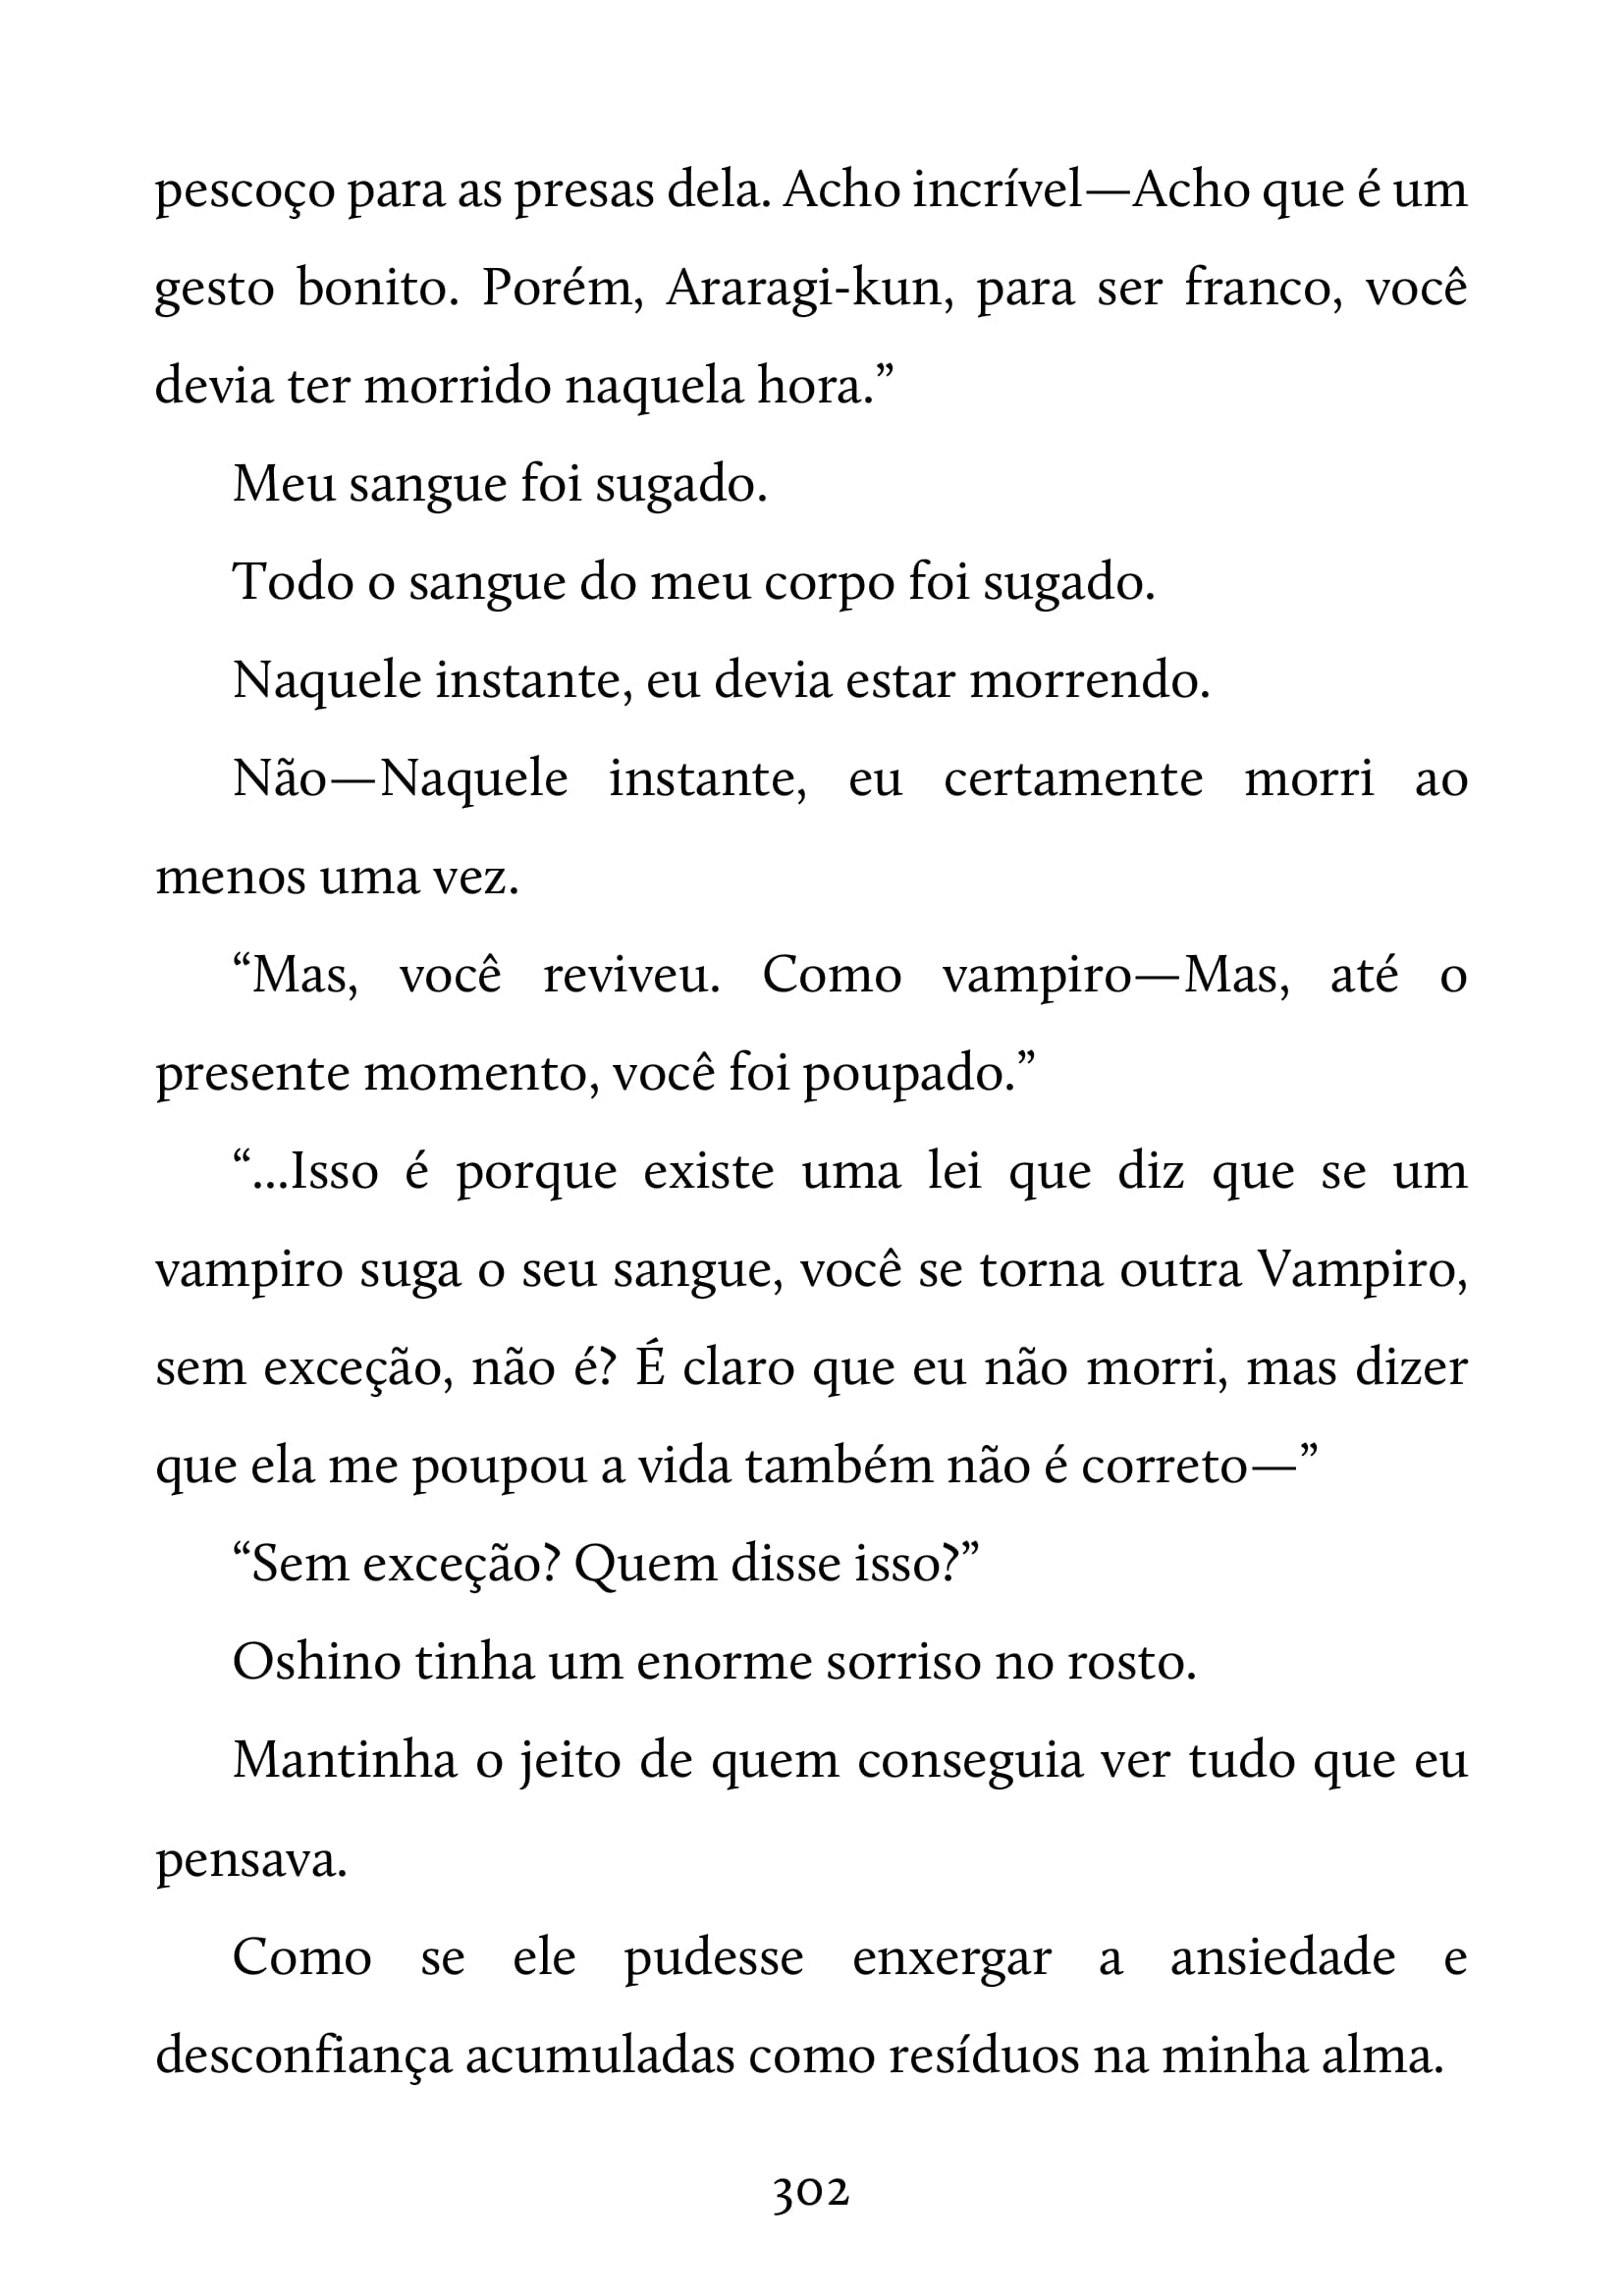 pescoço para as presas dela. Acho incrível—Acho que é um
gesto bonito. Porém, Araragi-kun, para ser franco, você
devia ter morrido naquela hora.”
Meu sangue foi sugado.
Todo o sangue do meu corpo foi sugado.
Naquele instante, eu devia estar morrendo.
Não—Naquele instante, eu certamente morri ao
menos uma vez.
“Mas, você reviveu. Como vampiro—Mas, até o
presente momento, você foi poupado.”
“...Isso é porque existe uma lei que diz que se um
vampiro suga o seu sangue, você se torna outra Vampiro,
sem exceção, não é? É claro que eu não morri, mas dizer
que ela me poupou a vida também não é correto—”
“Sem exceção? Quem disse isso?”
Oshino tinha um enorme sorriso no rosto.
Mantinha o jeito de quem conseguia ver tudo que eu
pensava.
Como se ele pudesse enxergar a ansiedade e
desconfiança acumuladas como resíduos na minha alma.
302